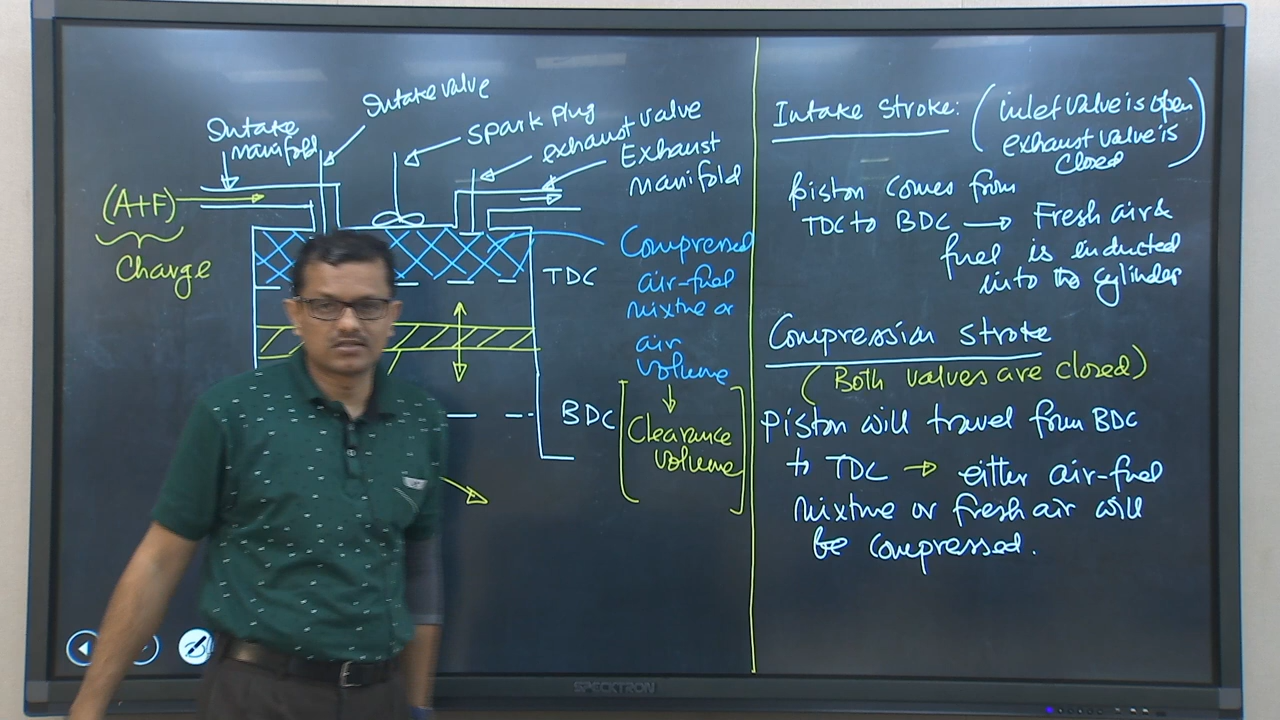 Intake valve
Intake
manifold
spark plug
exhaust valve
Exhaust
manifold
(A+F)
Charge
TDC
BDC
Compressed
air-fuel
mixture or
air
volume
Clearance
volume
Intake stroke: (inlet valve is open
exhaust valve is
closed)
piston comes from
TDC to BDC → Fresh air &
fuel is inducted
into the cylinder
Compression stroke
(Both valves are closed)
Piston will travel from BDC
to TDC → either air-fuel
mixture or fresh air will
be compressed.
SPECKTRON